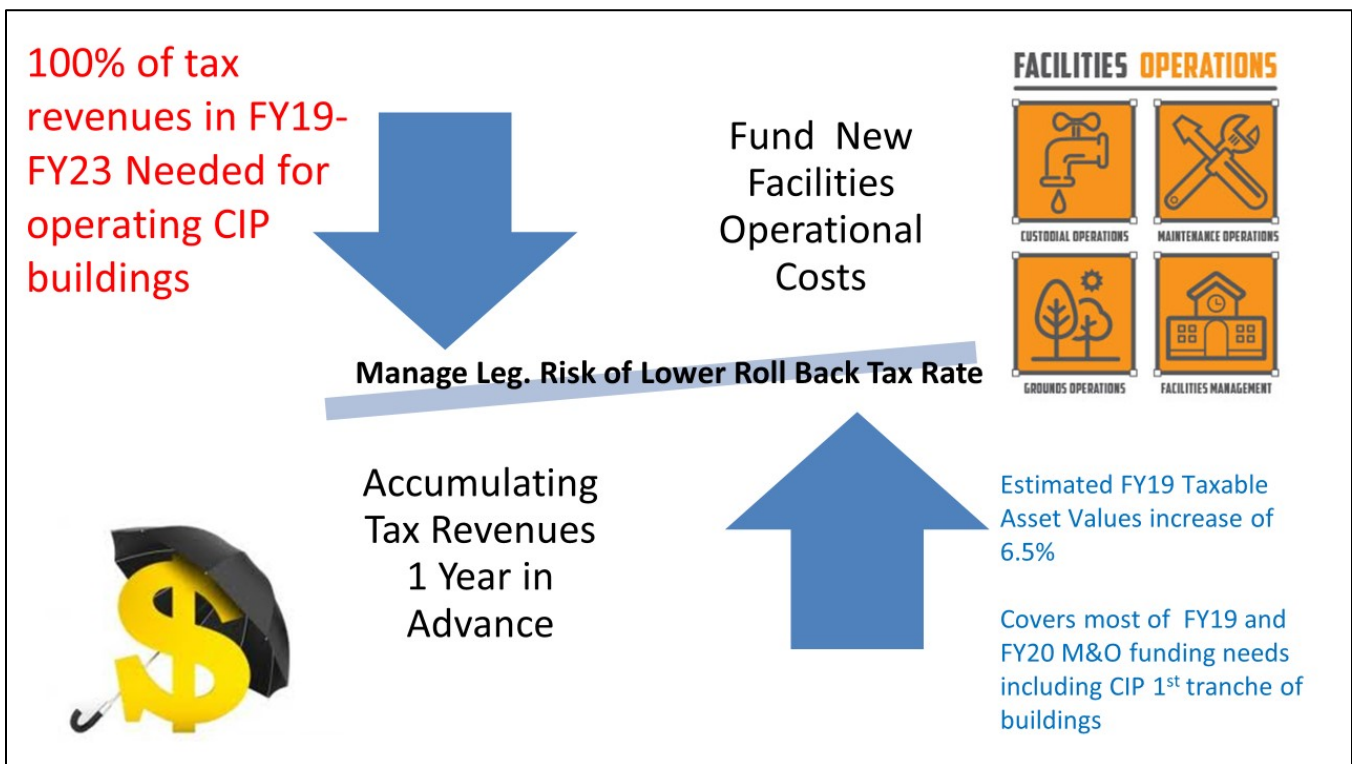 100% of tax
revenues in FY19-
FY23 Needed for
operating CIP
buildings
Fund New
Facilities
Operational
Costs
FACILITIES OPERATIONS
CUSTODIAL OPERATIONS
MAINTENANCE OPERATIONS
GROUNDS OPERATIONS
FACILITIES MANAGEMENT
Manage Leg. Risk of Lower Roll Back Tax Rate
Accumulating
Tax Revenues
1 Year in
Advance
Estimated FY19 Taxable
Asset Values increase of
6.5%
Covers most of FY19 and
FY20 M&O funding needs
including CIP 1st tranche of
buildings